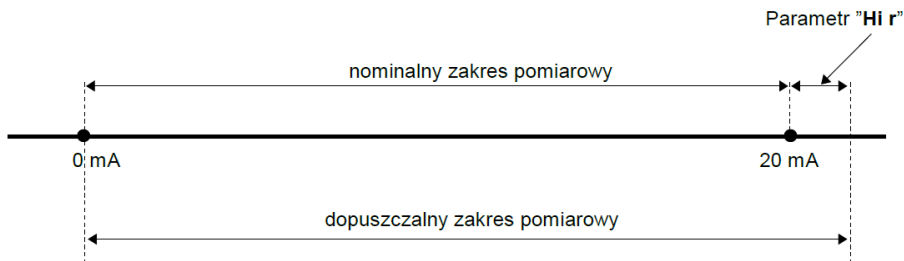 Parametr ”Hi r”
nominalny zakres pomiarowy
0 mA
20 mA
dopuszczalny zakres pomiarowy